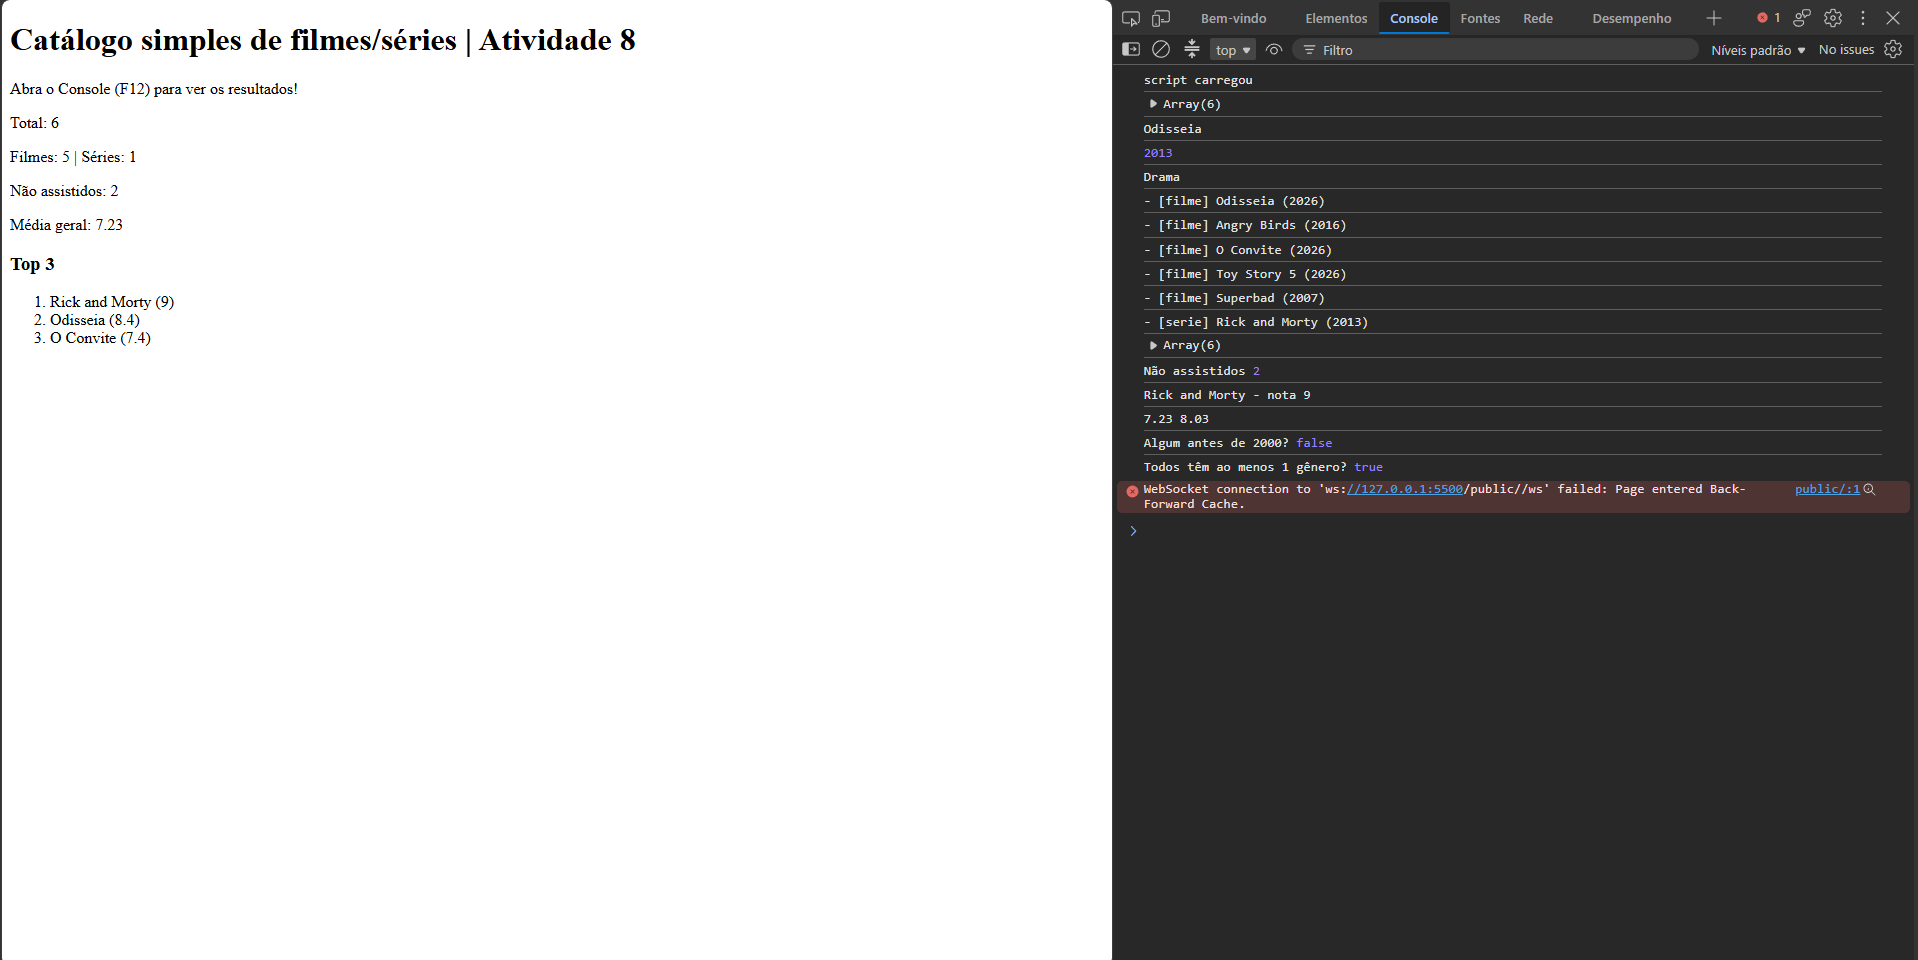 Catálogo simples de filmes/séries | Atividade 8
Abra o Console (F12) para ver os resultados!
Total: 6
Filmes: 5 | Séries: 1
Não assistidos: 2
Média geral: 7.23
Top 3
1. Rick and Morty (9)
2. Odisseia (8.4)
3. O Convite (7.4)
Bem-vindo Elementos Console Fontes Rede Desempenho 1
top Filtro Níveis padrão No issues
script carregou
Array(6)
Odisseia
2013
Drama
- [filme] Odisseia (2026)
- [filme] Angry Birds (2016)
- [filme] O Convite (2026)
- [filme] Toy Story 5 (2026)
- [filme] Superbad (2007)
- [serie] Rick and Morty (2013)
Array(6)
Não assistidos 2
Rick and Morty - nota 9
7.23 8.03
Algum antes de 2000? false
Todos têm ao menos 1 gênero? true
WebSocket connection to 'ws://127.0.0.1:5500/public//ws' failed: Page entered Back- public/:1
Forward Cache.